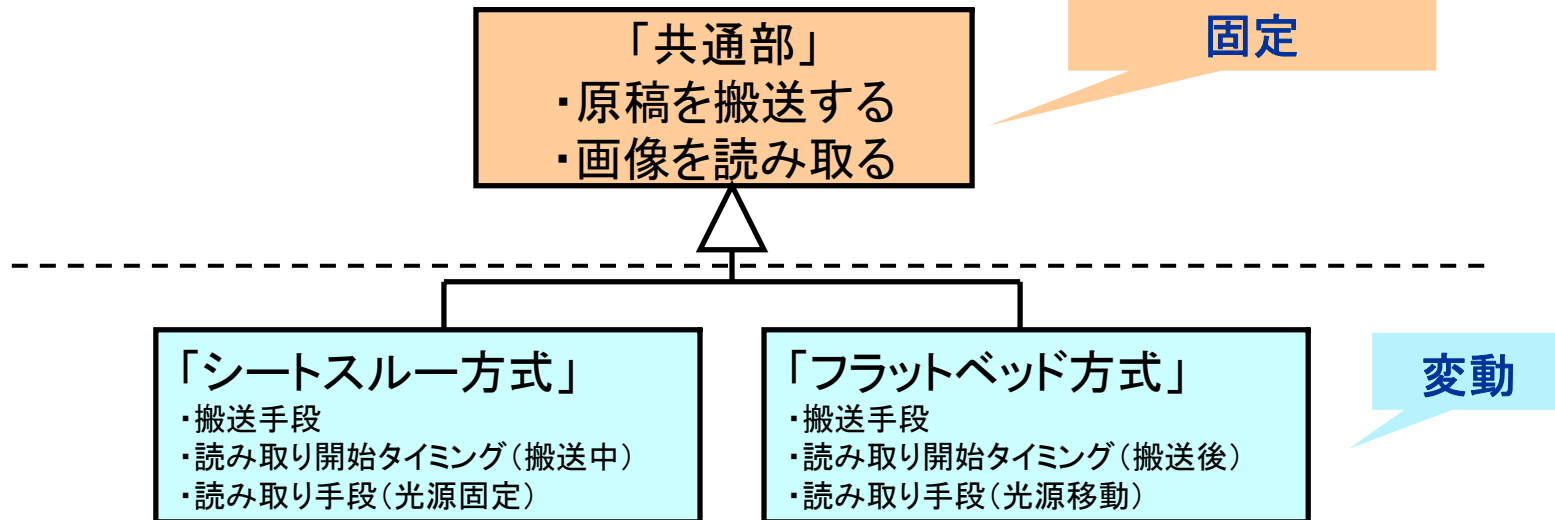 「共通部」
・原稿を搬送する
・画像を読み取る
固定
「シートスルー方式」
・搬送手段
・読み取り開始タイミング(搬送中)
・読み取り手段(光源固定)
「フラットベッド方式」
・搬送手段
・読み取り開始タイミング(搬送後)
・読み取り手段(光源移動)
変動